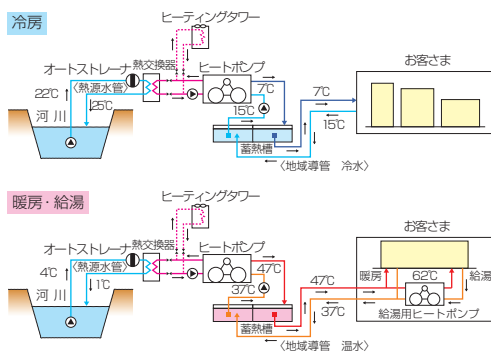 冷房
ヒーティングタワー
オートストレーナ
熱交換器
ヒートポンプ
お客さま
〈熱源水管〉
22℃
25℃
河川
7℃
15℃
7℃
15℃
蓄熱槽
〈地域導管 冷水〉
暖房・給湯
ヒーティングタワー
オートストレーナ
熱交換器
ヒートポンプ
お客さま
〈熱源水管〉
4℃
1℃
河川
47℃
37℃
47℃
37℃
暖房
62℃
給湯
給湯用ヒートポンプ
蓄熱槽
〈地域導管 温水〉